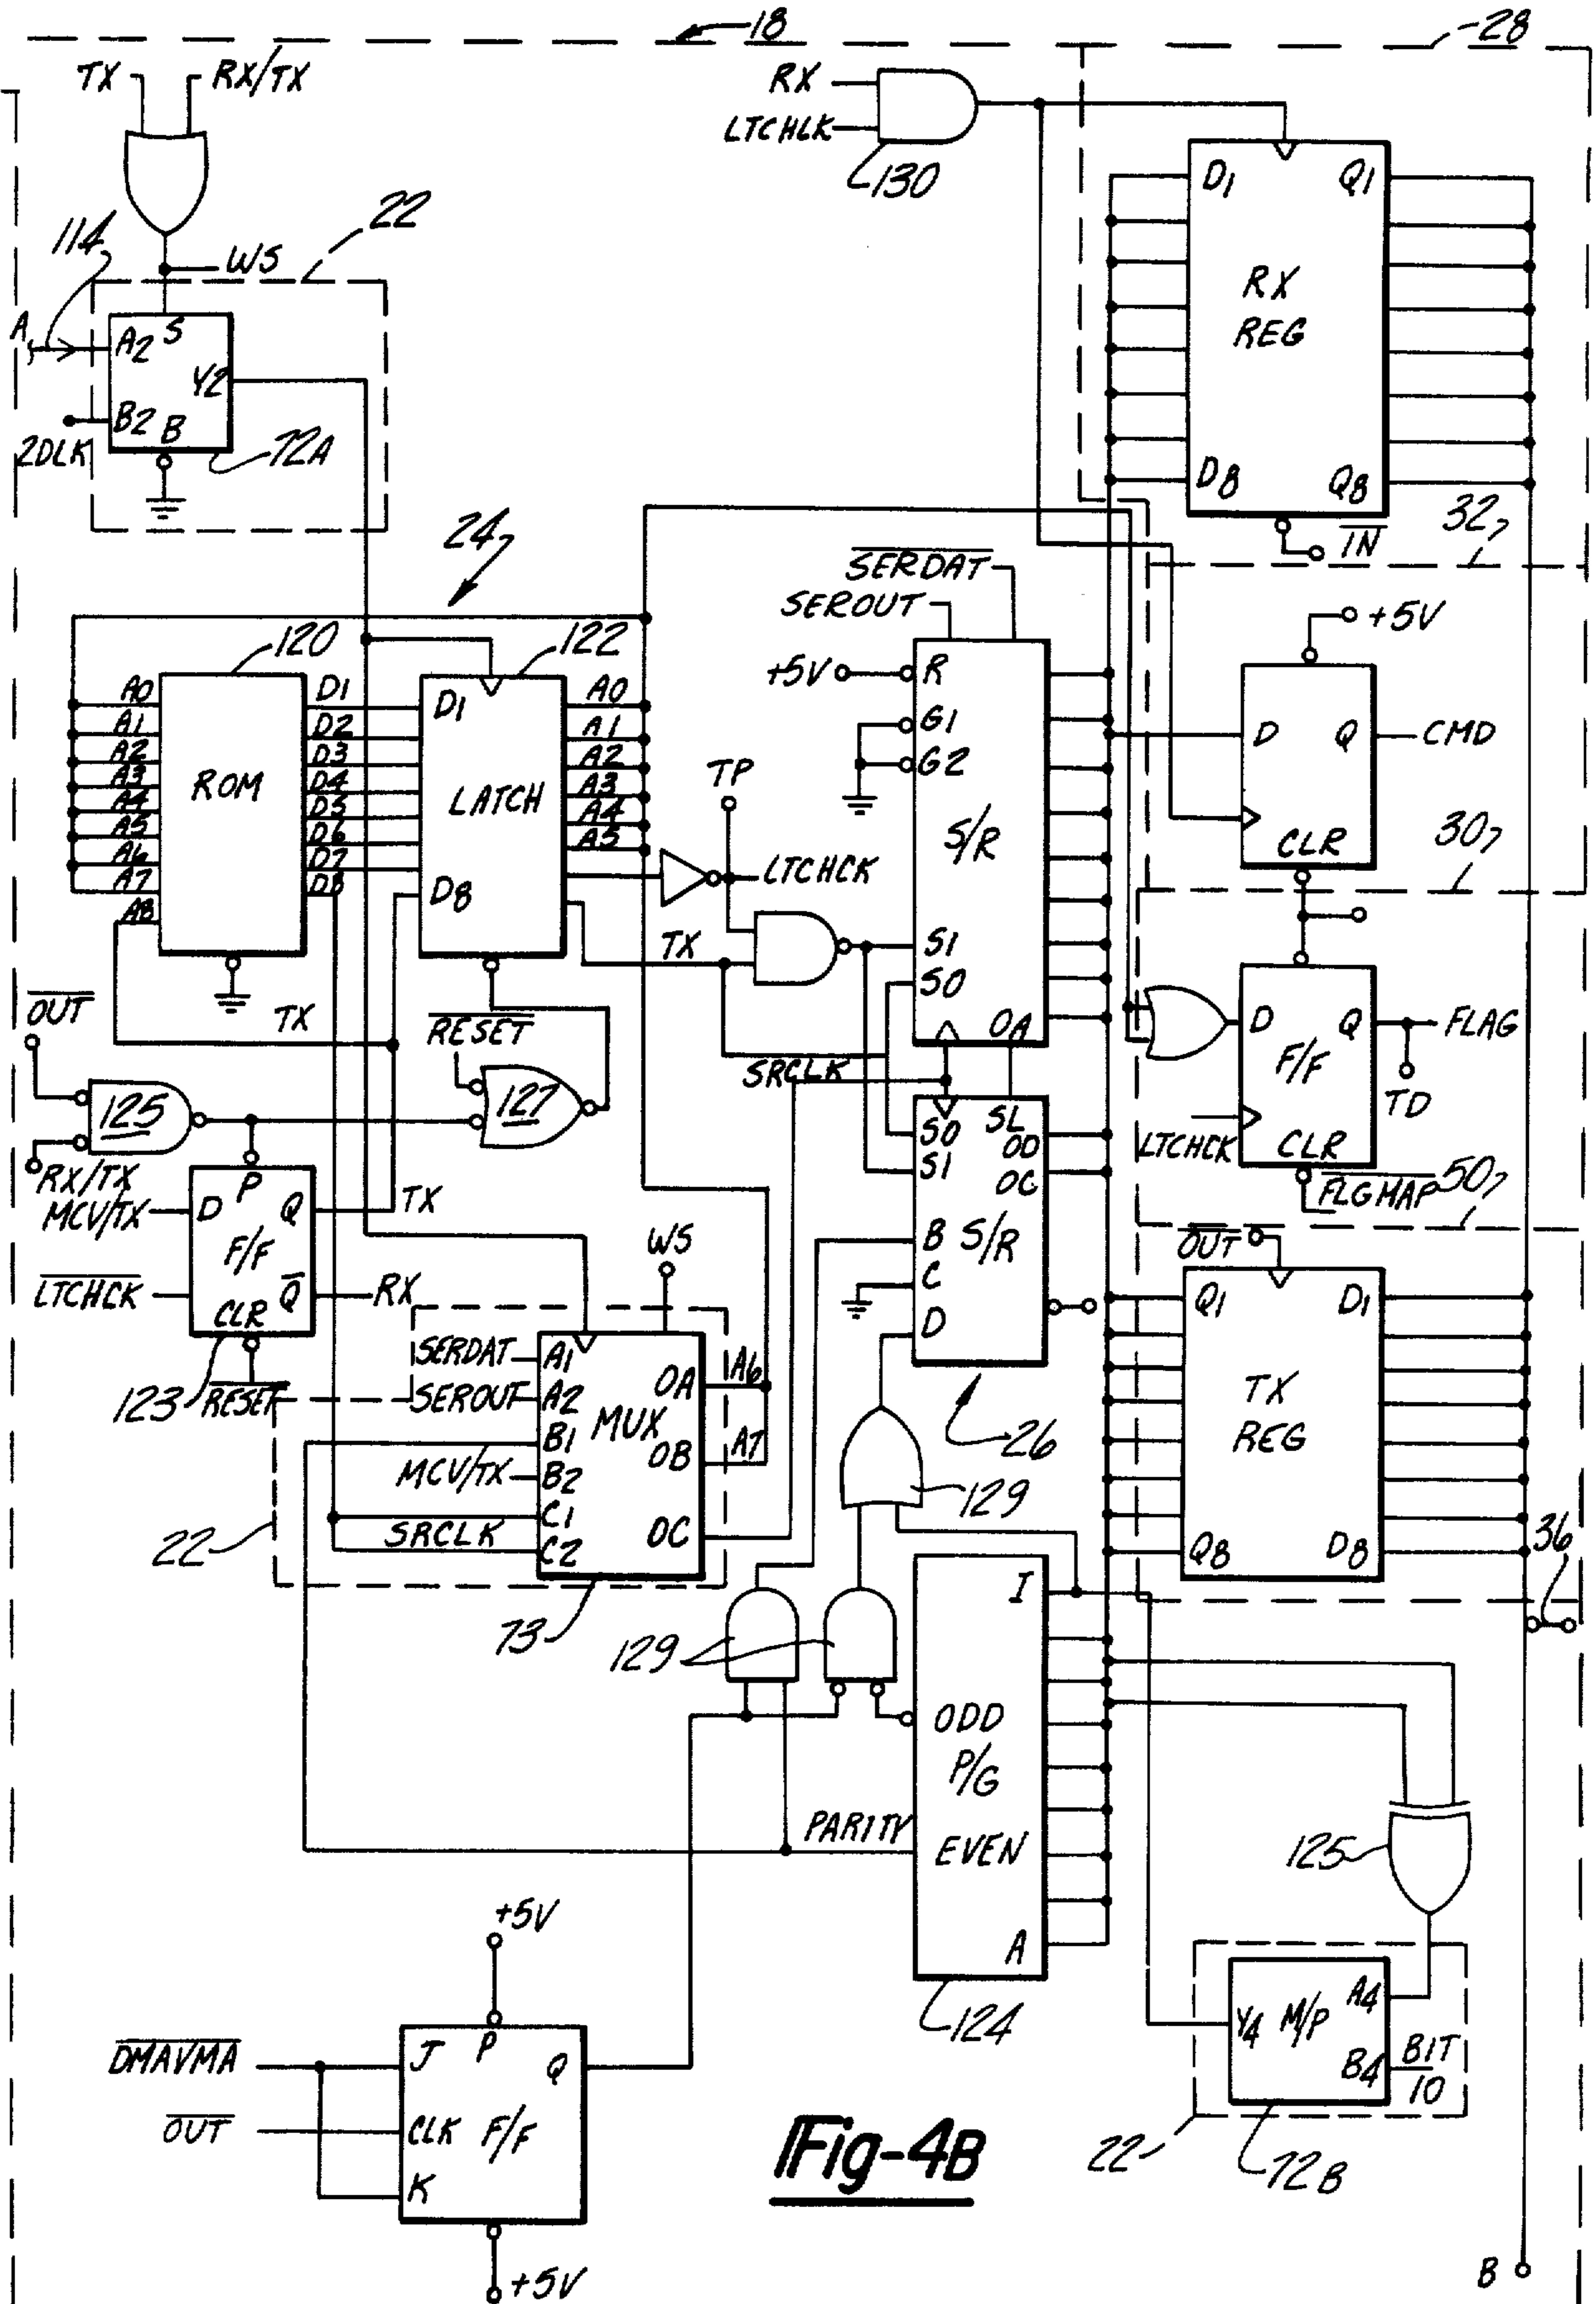 18
28
TX
RX/TX
RX
LTCHLK
130
114
WS
22
A
A2
S
Y2
B2
B
2DLK
72A
D1
Q1
RX
REG
D8
Q8
IN
32
24
SERDAT
SEROUT
+5V
120
122
A0
A1
A2
A3
A4
A5
A6
A7
A8
ROM
D1
D2
D3
D4
D5
D6
D7
D8
D1
LATCH
D8
A0
A1
A2
A3
A4
A5
TP
LTCHCK
TX
+5V
R
G1
G2
S/R
S1
S0
OA
D
Q
CMD
CLR
30
OUT
TX
RESET
SRCLK
125
127
RX/TX
MCV/TX
D
P
Q
TX
F/F
LTCHCK
Q
RX
CLR
123
RESET
S0
SL
OD
S1
OC
B
S/R
C
D
26
D
Q
FLAG
F/F
TD
LTCHCK
CLR
FLGMAP
50
WS
SERDAT
SEROUT
MCV/TX
SRCLK
A1
A2
B1
B2
C1
C2
MUX
OA
OB
OC
A6
A7
22
73
OUT
Q1
D1
TX
REG
Q8
D8
36
129
129
I
ODD
P/G
PARITY
EVEN
A
124
125
Y4
M/P
A4
B4
BIT
10
22
72B
+5V
DMAVMA
J
P
Q
OUT
CLK
F/F
K
+5V
Fig-4B
B